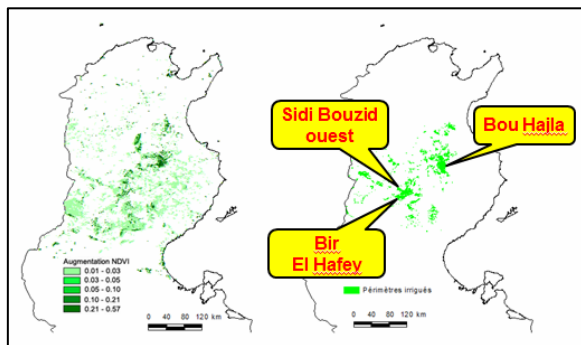 Augmentation NDVI
0.01 - 0.03
0.03 - 0.05
0.05 - 0.10
0.10 - 0.21
0.21 - 0.57
0 20 40 80 120 km
Sidi Bouzid
ouest
Bou Hajla
Bir
El Hafey
Périmètres irrigués
0 20 40 80 120 km